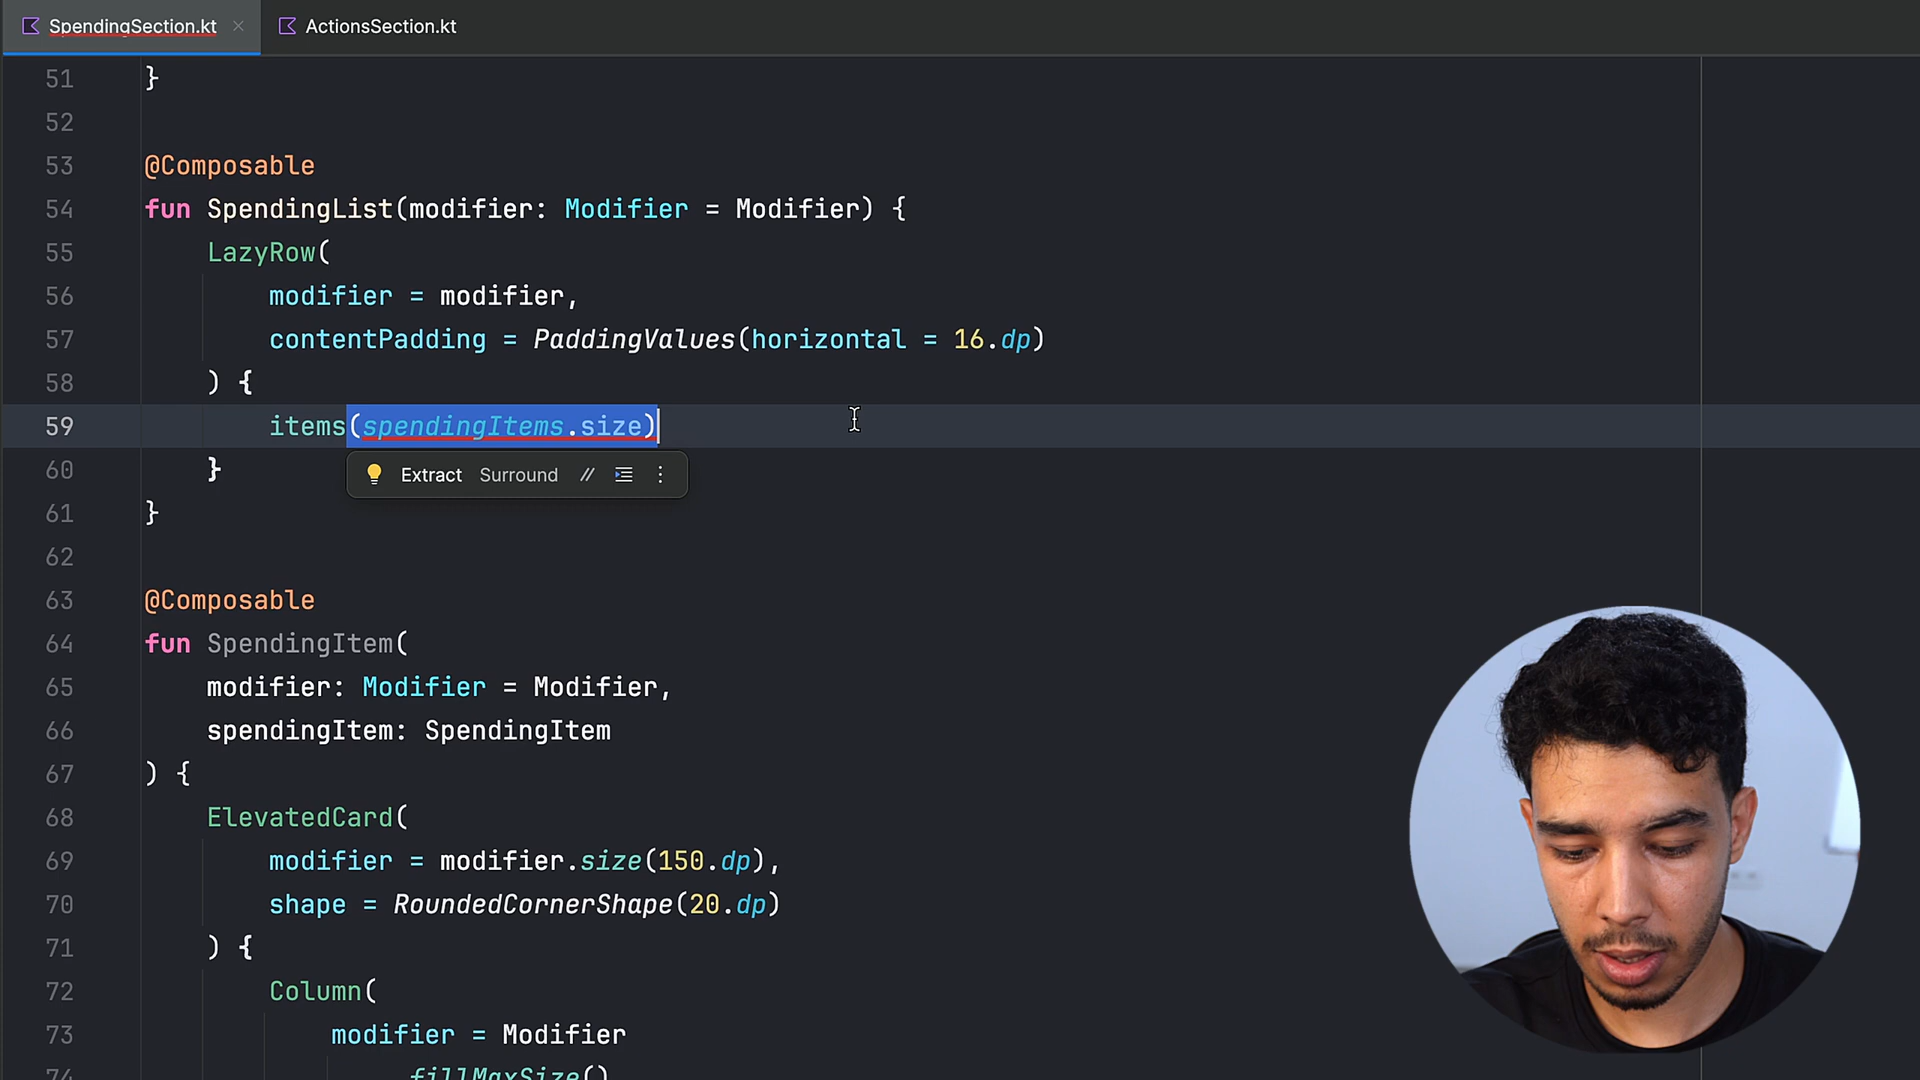 SpendingSection.kt
ActionsSection.kt
51 }
52
53 @Composable
54 fun SpendingList(modifier: Modifier = Modifier) {
55 LazyRow(
56 modifier = modifier,
57 contentPadding = PaddingValues(horizontal = 16.dp)
58 ) {
59 items(spendingItems.size)
60 }
Extract Surround //
61 }
62
63 @Composable
64 fun SpendingItem(
65 modifier: Modifier = Modifier,
66 spendingItem: SpendingItem
67 ) {
68 ElevatedCard(
69 modifier = modifier.size(150.dp),
70 shape = RoundedCornerShape(20.dp)
71 ) {
72 Column(
73 modifier = Modifier
74 .fillMaxSize()